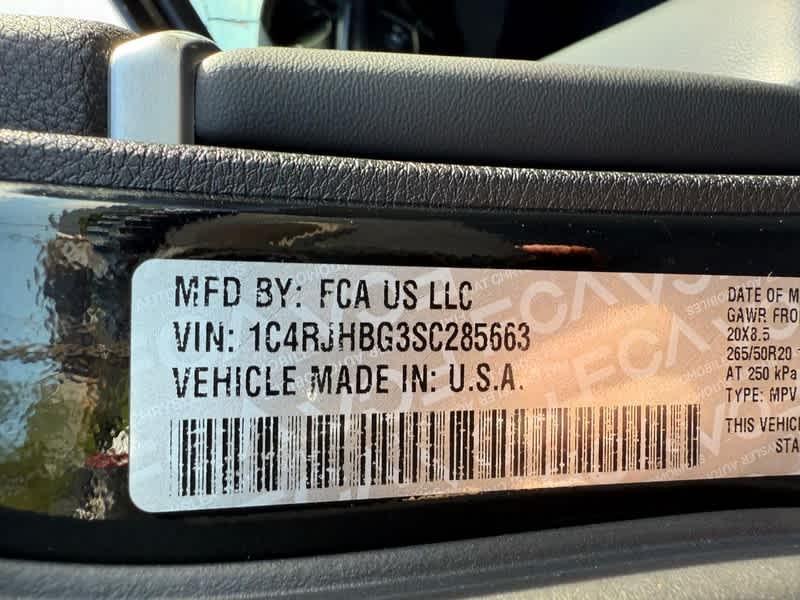 MFD BY: FCA US LLC
VIN: 1C4RJHBG3SC285663
VEHICLE MADE IN: U.S.A.
DATE OF M
GAWR FRO
20X8.5
265/50R20
AT 250 kPa
TYPE: MPV
THIS VEHIC
STA